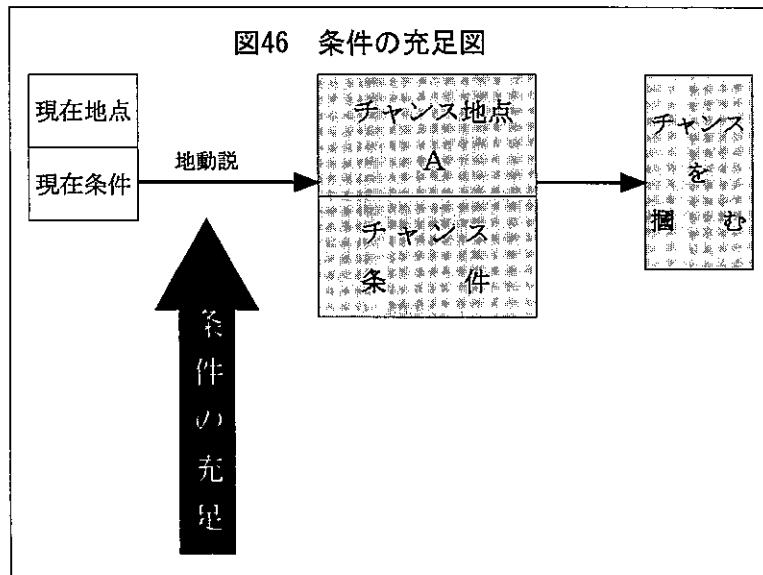 図46 条件の充足図
現在地点
現在条件
地動説
チャンス地点
A
チャンス
条件
チャンス
を
摑む
条件の充足